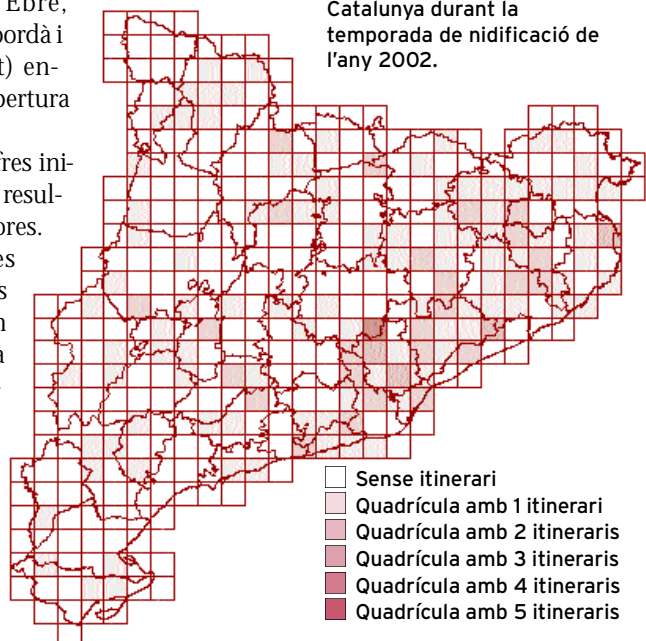 Ebre,
bordà i
t) en-
pertura
fres ini-
resul-
ores.
es
s
n
a
Catalunya durant la
temporada de nidificació de
l'any 2002.
Sense itinerari
Quadrícula amb 1 itinerari
Quadrícula amb 2 itineraris
Quadrícula amb 3 itineraris
Quadrícula amb 4 itineraris
Quadrícula amb 5 itineraris